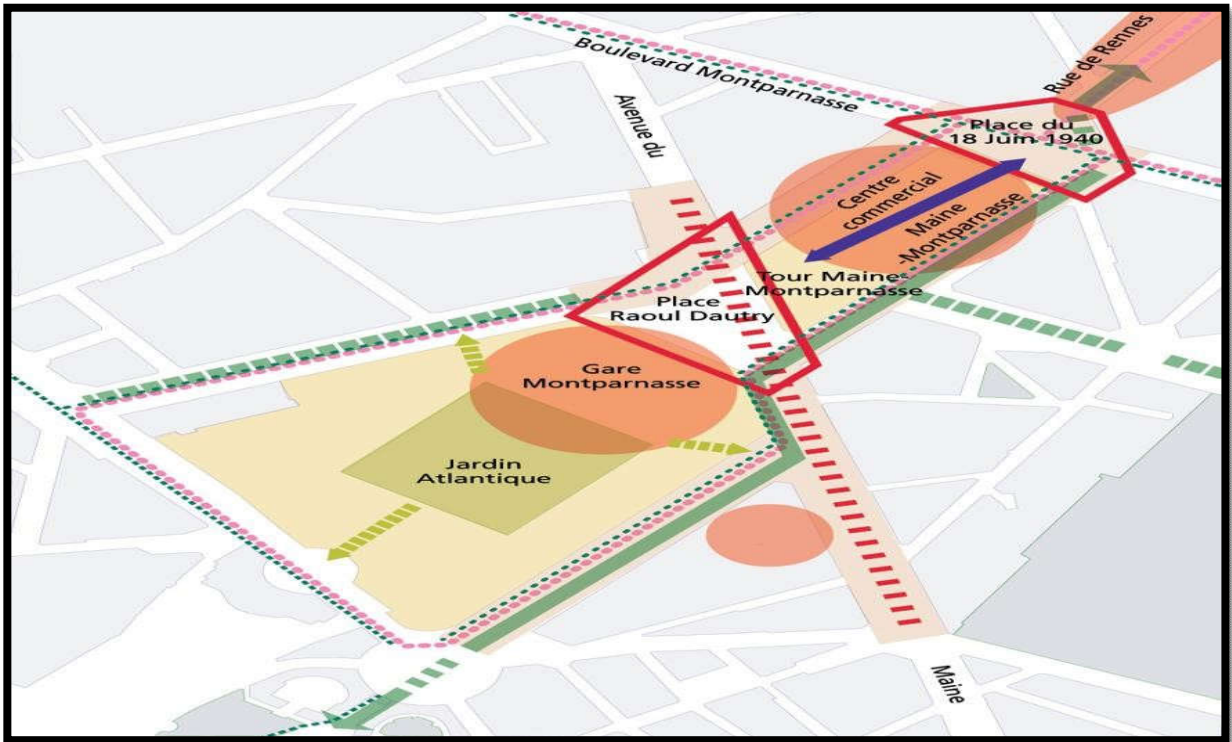 Boulevard Montparnasse
Rue de Rennes
Avenue du
Place du
18 Juin 1940
Centre
commercial
Maine
-Montparnasse
Tour Maine-
Montparnasse
Place
Raoul Dautry
Gare
Montparnasse
Jardin
Atlantique
Maine